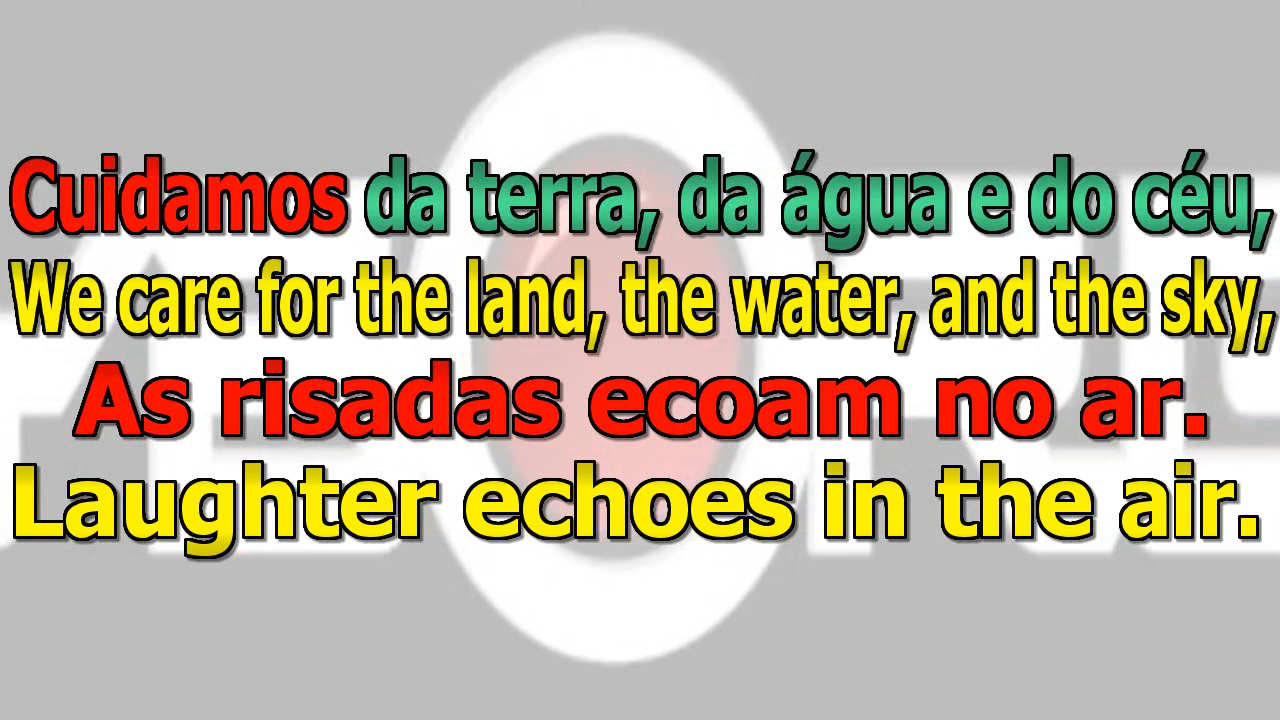 Cuidamos da terra, da água e do céu,
We care for the land, the water, and the sky,
As risadas ecoam no ar.
Laughter echoes in the air.